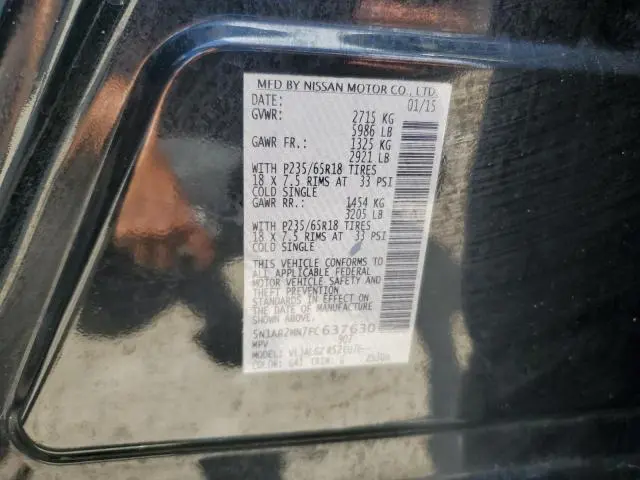 MFD BY NISSAN MOTOR CO., LTD.
DATE: 01/15
GVWR: 2715 KG
5986 LB
GAWR FR.: 1325 KG
2921 LB
WITH P235/65R18 TIRES
18 X 7.5 RIMS AT 33 PSI
COLD SINGLE
GAWR RR.: 1454 KG
3205 LB
WITH P235/65R18 TIRES
18 X 7.5 RIMS AT 33 PSI
COLD SINGLE
THIS VEHICLE CONFORMS TO
ALL APPLICABLE FEDERAL
MOTOR VEHICLE SAFETY AND
THEFT PREVENTION
STANDARDS IN EFFECT ON
THE DATE OF MANUFACTURE
SHOWN ABOVE.
637630
MPV 907
MODEL:
COLOR: TRIM: G